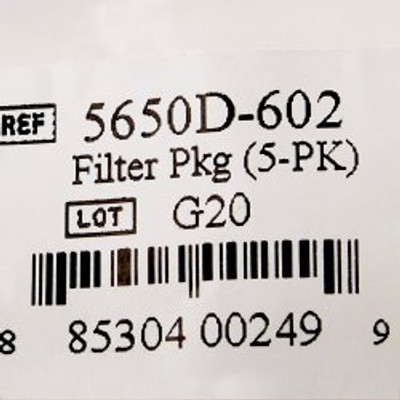 REF 5650D-602
Filter Pkg (5-PK)
LOT G20
8 85304 00249 9